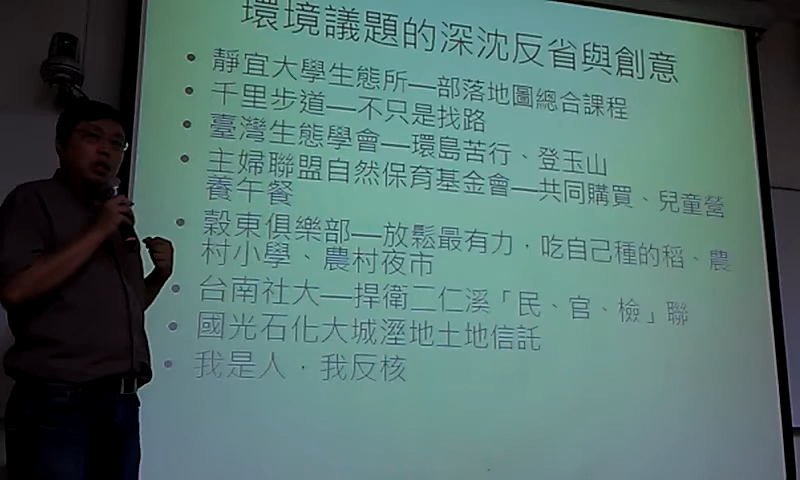 環境議題的深沈反省與創意
• 靜宜大學生態所—部落地圖總合課程
• 千里步道—不只是找路
• 臺灣生態學會—環島苦行、登玉山
• 主婦聯盟自然保育基金會—共同購買、兒童營
養午餐
• 穀東俱樂部—放鬆最有力，吃自己種的稻、農
村小學、農村夜市
• 台南社大—捍衛二仁溪「民、官、檢」聯
• 國光石化大城溼地土地信託
• 我是人，我反核